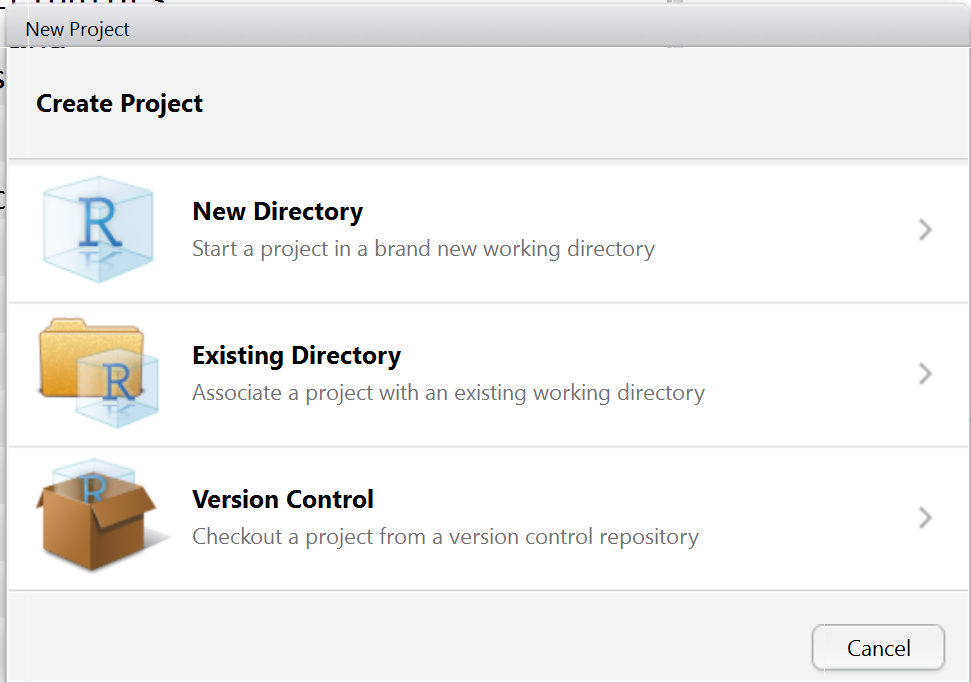 New Project
Create Project
New Directory
Start a project in a brand new working directory
Existing Directory
Associate a project with an existing working directory
Version Control
Checkout a project from a version control repository
Cancel